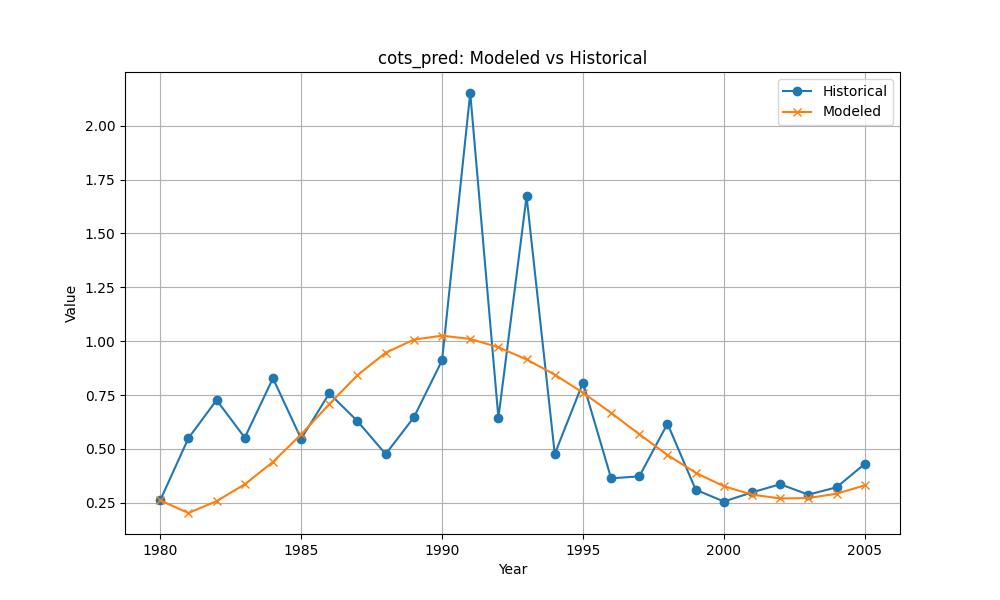 cots_pred: Modeled vs Historical
Historical
Modeled
Value
2.00
1.75
1.50
1.25
1.00
0.75
0.50
0.25
1980 1985 1990 1995 2000 2005
Year